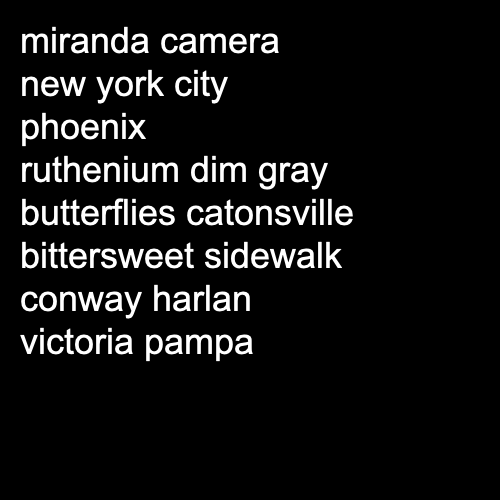 miranda camera
new york city
phoenix
ruthenium dim gray
butterflies catonsville
bittersweet sidewalk
conway harlan
victoria pampa